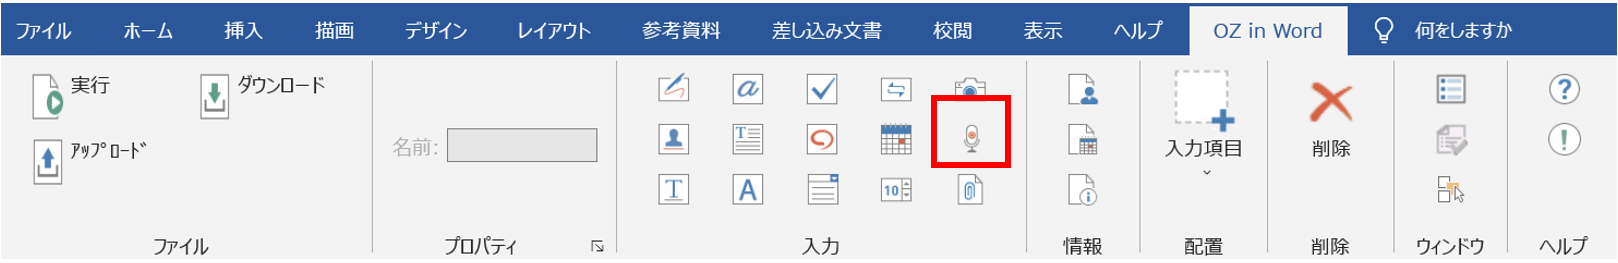 ファイル ホーム 挿入 描画 デザイン レイアウト 参考資料 差し込み文書 校閲 表示 ヘルプ OZ in Word 何をしますか
実行 ダウンロード
アップロード
名前:
T
T A 10
入力項目 削除
ファイル プロパティ 入力 情報 配置 削除 ウィンドウ ヘルプ